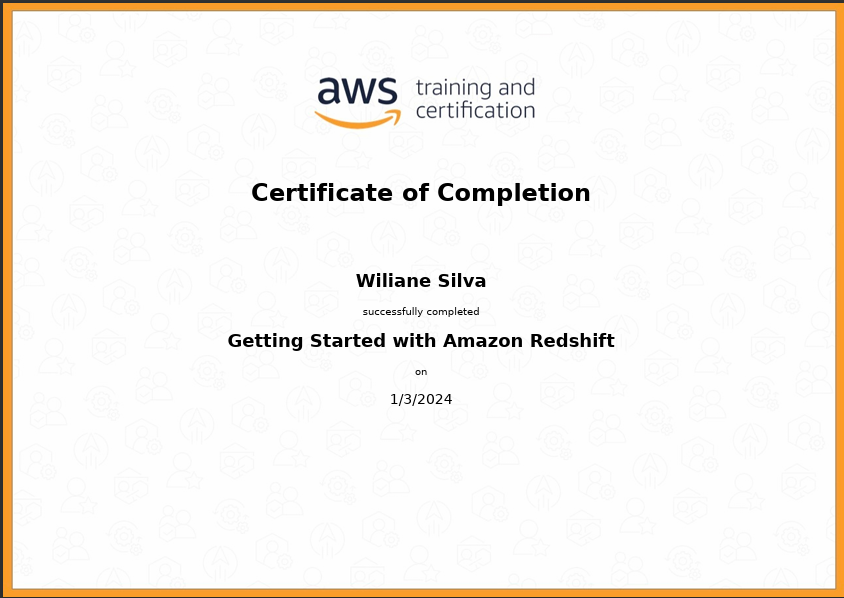 aws training and
certification
Certificate of Completion
Wiliane Silva
successfully completed
Getting Started with Amazon Redshift
on
1/3/2024